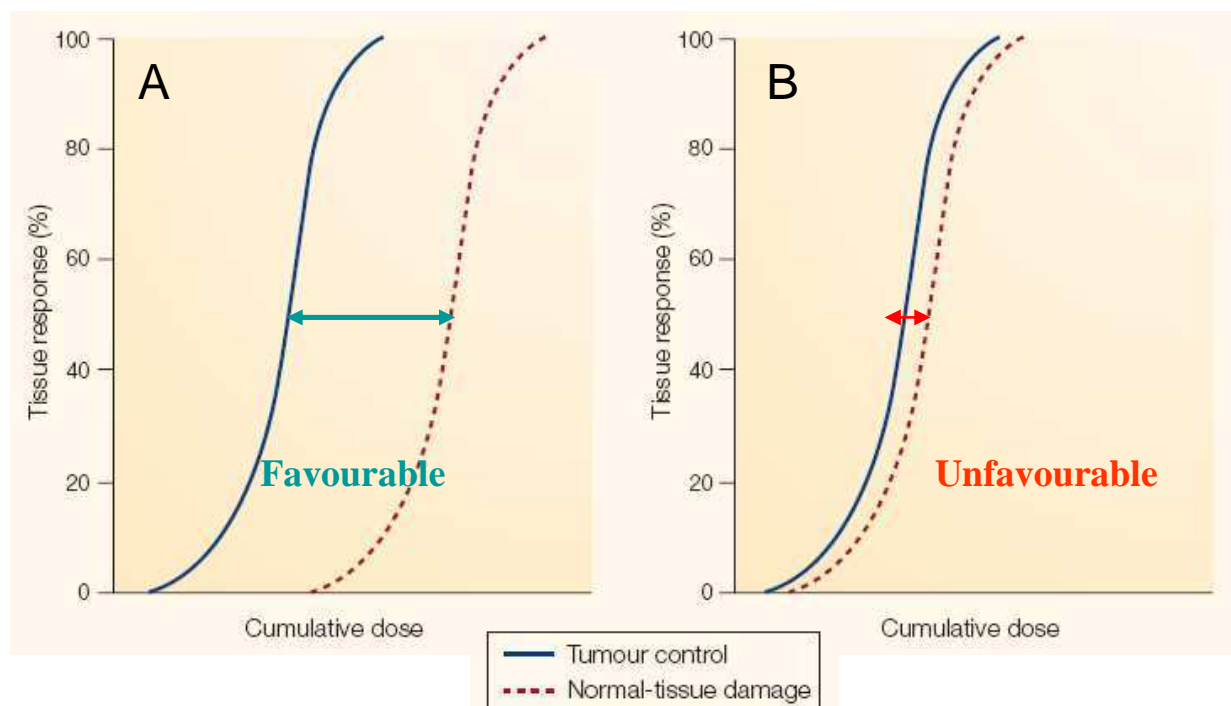 A
Tissue response (%)
100
80
60
40
20
0
Favourable
Cumulative dose
B
Tissue response (%)
100
80
60
40
20
0
Unfavourable
Cumulative dose
Tumour control
Normal-tissue damage